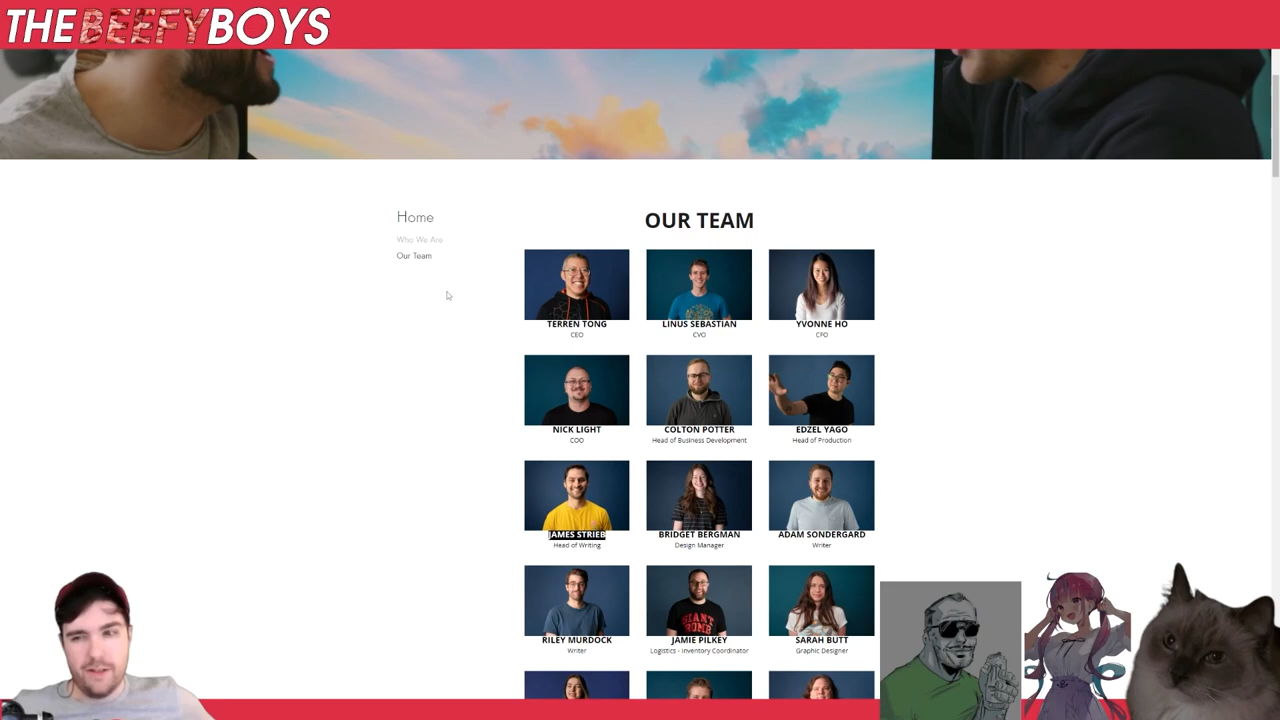 THE BEEFY BOYS
Home
Who We Are
Our Team
OUR TEAM
TERREN TONG
CEO
LINUS SEBASTIAN
CVO
YVONNE HO
CFO
NICK LIGHT
COO
COLTON POTTER
Head of Business Development
EDZEL YAGO
Head of Production
JAMES STRIEB
Head of Writing
BRIDGET BERGMAN
Design Manager
ADAM SONDERGARD
Writer
RILEY MURDOCK
Writer
GIANT
BOMB
JAMIE PILKEY
Logistics - Inventory Coordinator
SARAH BUTT
Graphic Designer